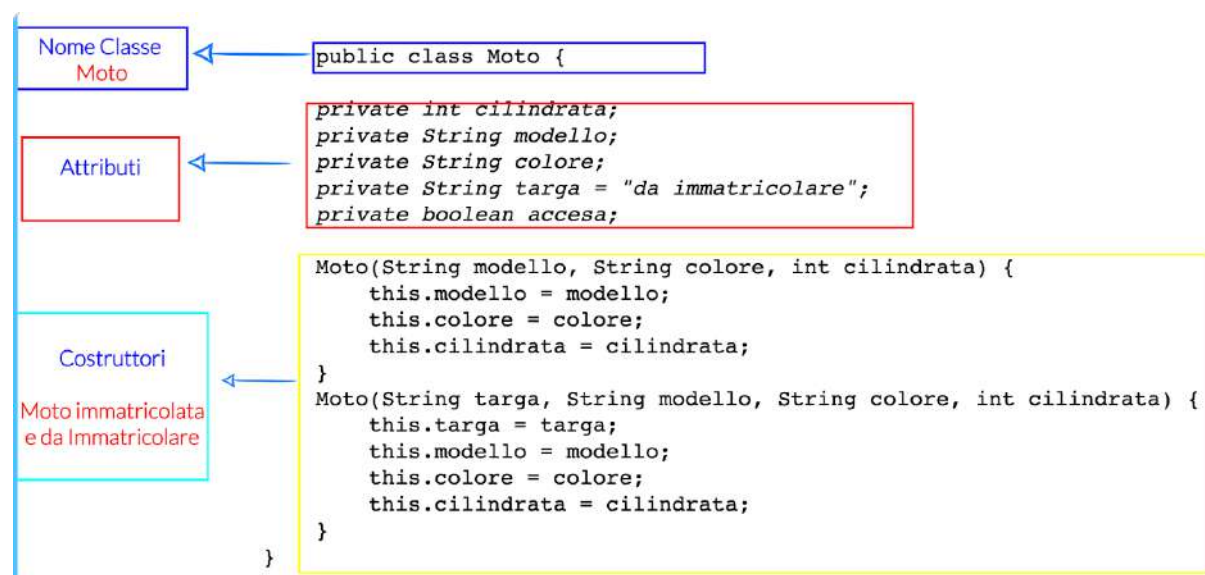 Nome Classe
Moto
public class Moto {
Attributi
private int cilindrata;
private String modello;
private String colore;
private String targa = "da immatricolare";
private boolean accesa;
Costruttori
Moto immatricolata
e da Immatricolare
Moto(String modello, String colore, int cilindrata) {
this.modello = modello;
this.colore = colore;
this.cilindrata = cilindrata;
}
Moto(String targa, String modello, String colore, int cilindrata) {
this.targa = targa;
this.modello = modello;
this.colore = colore;
this.cilindrata = cilindrata;
}
}